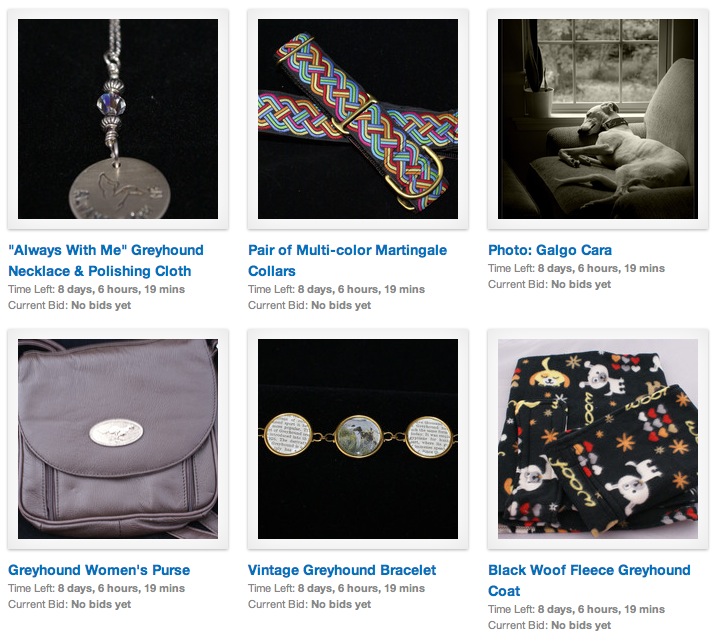 "Always With Me" Greyhound
Necklace & Polishing Cloth
Time Left: 8 days, 6 hours, 19 mins
Current Bid: No bids yet
Pair of Multi-color Martingale
Collars
Time Left: 8 days, 6 hours, 19 mins
Current Bid: No bids yet
Photo: Galgo Cara
Time Left: 8 days, 6 hours, 19 mins
Current Bid: No bids yet
woof
woof
woof
Greyhound Women's Purse
Time Left: 8 days, 6 hours, 19 mins
Current Bid: No bids yet
Vintage Greyhound Bracelet
Time Left: 8 days, 6 hours, 19 mins
Current Bid: No bids yet
Black Woof Fleece Greyhound
Coat
Time Left: 8 days, 6 hours, 19 mins
Current Bid: No bids yet